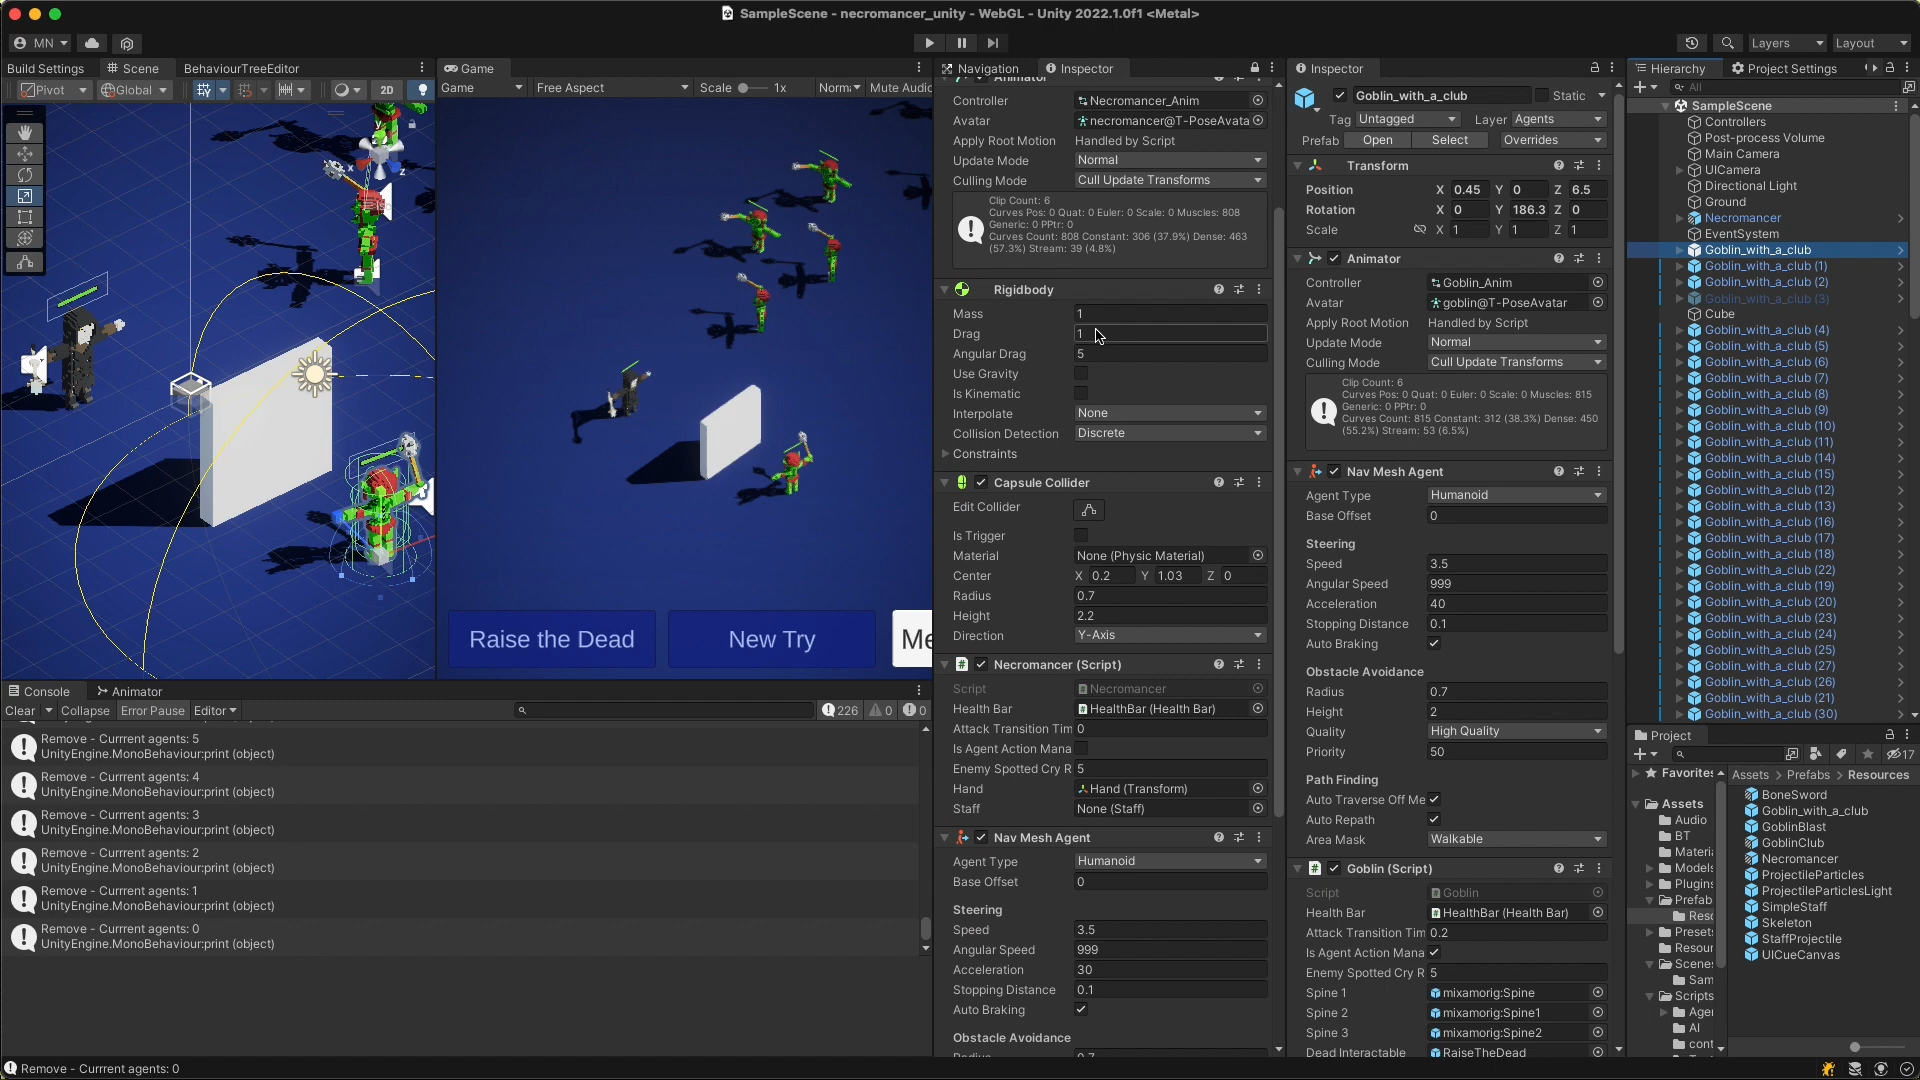 SampleScene - necromancer_unity - WebGL - Unity 2022.1.0f1 <Metal>
MN
Layers
Layout
Build Settings
Scene
BehaviourTreeEditor
Pivot
Global
2D
Game
Game
Free Aspect
Scale
1x
Norm
Mute Audio
Raise the Dead
New Try
Me
Navigation
Inspector
Animator
Controller
Necromancer_Anim
Avatar
necromancer@T-PoseAvata
Apply Root Motion
Handled by Script
Update Mode
Normal
Culling Mode
Cull Update Transforms
Clip Count: 6
Curves Pos: 0 Quat: 0 Euler: 0 Scale: 0 Muscles: 808
Generic: 0 PPtr: 0
Curves Count: 808 Constant: 306 (37.9%) Dense: 463
(57.3%) Stream: 39 (4.8%)
Rigidbody
Mass
1
Drag
1
Angular Drag
5
Use Gravity
Is Kinematic
Interpolate
None
Collision Detection
Discrete
Constraints
Capsule Collider
Edit Collider
Is Trigger
Material
None (Physic Material)
Center
X 0.2 Y 1.03 Z 0
Radius
0.7
Height
2.2
Direction
Y-Axis
Necromancer (Script)
Script
Necromancer
Health Bar
HealthBar (Health Bar)
Attack Transition Tim
0
Is Agent Action Mana
Enemy Spotted Cry R
5
Hand
Hand (Transform)
Staff
None (Staff)
Nav Mesh Agent
Agent Type
Humanoid
Base Offset
0
Steering
Speed
3.5
Angular Speed
999
Acceleration
30
Stopping Distance
0.1
Auto Braking
Obstacle Avoidance
Inspector
Goblin_with_a_club
Static
Tag Untagged
Layer Agents
Prefab
Open
Select
Overrides
Transform
Position
X 0.45 Y 0 Z 6.5
Rotation
X 0 Y 186.3 Z 0
Scale
X 1 Y 1 Z 1
Animator
Controller
Goblin_Anim
Avatar
goblin@T-PoseAvatar
Apply Root Motion
Handled by Script
Update Mode
Normal
Culling Mode
Cull Update Transforms
Clip Count: 6
Curves Pos: 0 Quat: 0 Euler: 0 Scale: 0 Muscles: 815
Generic: 0 PPtr: 0
Curves Count: 815 Constant: 312 (38.3%) Dense: 450
(55.2%) Stream: 53 (6.5%)
Nav Mesh Agent
Agent Type
Humanoid
Base Offset
0
Steering
Speed
3.5
Angular Speed
999
Acceleration
40
Stopping Distance
0.1
Auto Braking
Obstacle Avoidance
Radius
0.7
Height
2
Quality
High Quality
Priority
50
Path Finding
Auto Traverse Off Me
Auto Repath
Area Mask
Walkable
Goblin (Script)
Script
Goblin
Health Bar
HealthBar (Health Bar)
Attack Transition Tim
0.2
Is Agent Action Mana
Enemy Spotted Cry R
5
Spine 1
mixamorig:Spine
Spine 2
mixamorig:Spine1
Spine 3
mixamorig:Spine2
Dead Interactable
RaiseTheDead
Hierarchy
Project Settings
All
SampleScene
Controllers
Post-process Volume
Main Camera
UICamera
Directional Light
Ground
Necromancer
EventSystem
Goblin_with_a_club
Goblin_with_a_club (1)
Goblin_with_a_club (2)
Goblin_with_a_club (3)
Cube
Goblin_with_a_club (4)
Goblin_with_a_club (5)
Goblin_with_a_club (6)
Goblin_with_a_club (7)
Goblin_with_a_club (8)
Goblin_with_a_club (9)
Goblin_with_a_club (10)
Goblin_with_a_club (11)
Goblin_with_a_club (14)
Goblin_with_a_club (15)
Goblin_with_a_club (12)
Goblin_with_a_club (13)
Goblin_with_a_club (16)
Goblin_with_a_club (17)
Goblin_with_a_club (18)
Goblin_with_a_club (22)
Goblin_with_a_club (19)
Goblin_with_a_club (20)
Goblin_with_a_club (23)
Goblin_with_a_club (24)
Goblin_with_a_club (25)
Goblin_with_a_club (27)
Goblin_with_a_club (26)
Goblin_with_a_club (21)
Goblin_with_a_club (30)
Project
17
Favorites
Assets
Audio
BT
Materi
Models
Plugins
Prefab
Reso
Preset
Resour
Scene
Sam
Scripts
Age
AI
cont
Assets > Prefabs > Resources
BoneSword
Goblin_with_a_club
GoblinBlast
GoblinClub
Necromancer
ProjectileParticles
ProjectileParticlesLight
SimpleStaff
Skeleton
StaffProjectile
UICueCanvas
Console
Animator
Clear
Collapse
Error Pause
Editor
226
0
0
Remove - Currrent agents: 5
UnityEngine.MonoBehaviour:print (object)
Remove - Currrent agents: 4
UnityEngine.MonoBehaviour:print (object)
Remove - Currrent agents: 3
UnityEngine.MonoBehaviour:print (object)
Remove - Currrent agents: 2
UnityEngine.MonoBehaviour:print (object)
Remove - Currrent agents: 1
UnityEngine.MonoBehaviour:print (object)
Remove - Currrent agents: 0
UnityEngine.MonoBehaviour:print (object)
Remove - Currrent agents: 0